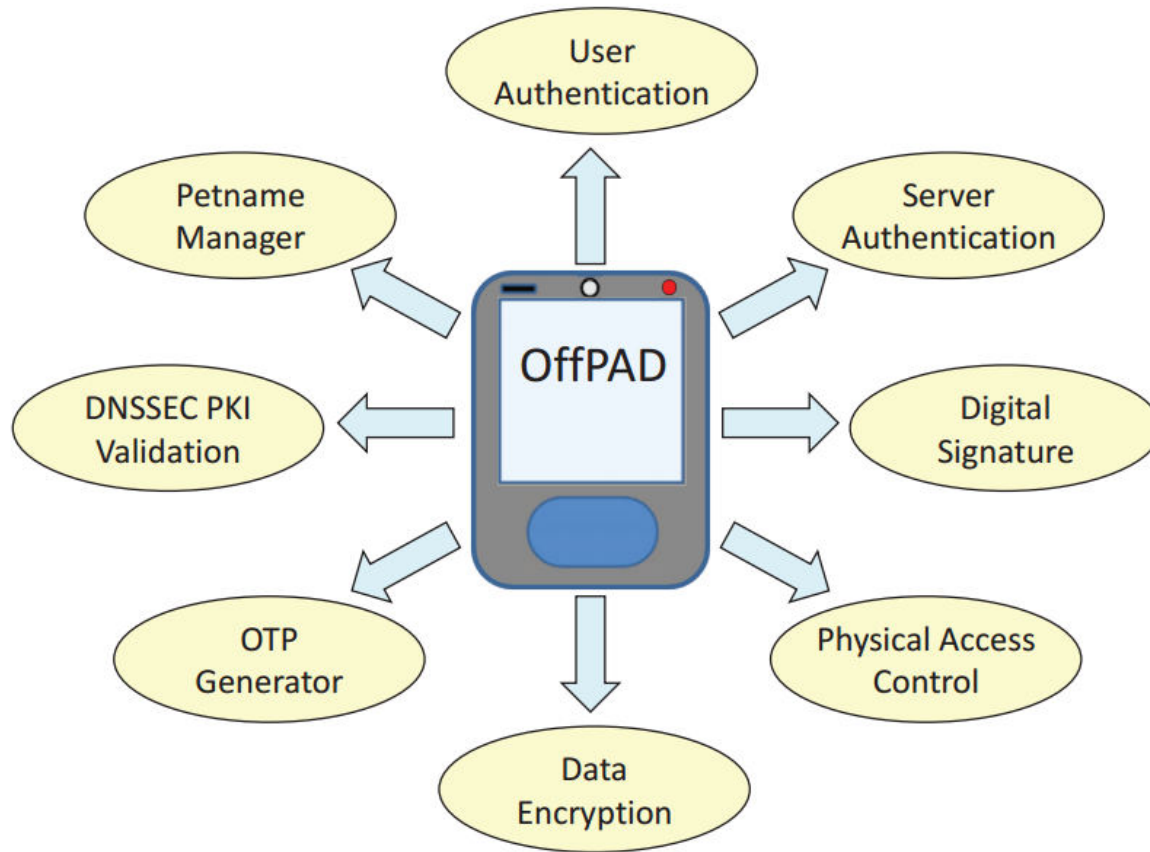 User
Authentication
Petname
Manager
Server
Authentication
OffPAD
DNSSEC PKI
Validation
Digital
Signature
OTP
Generator
Physical Access
Control
Data
Encryption